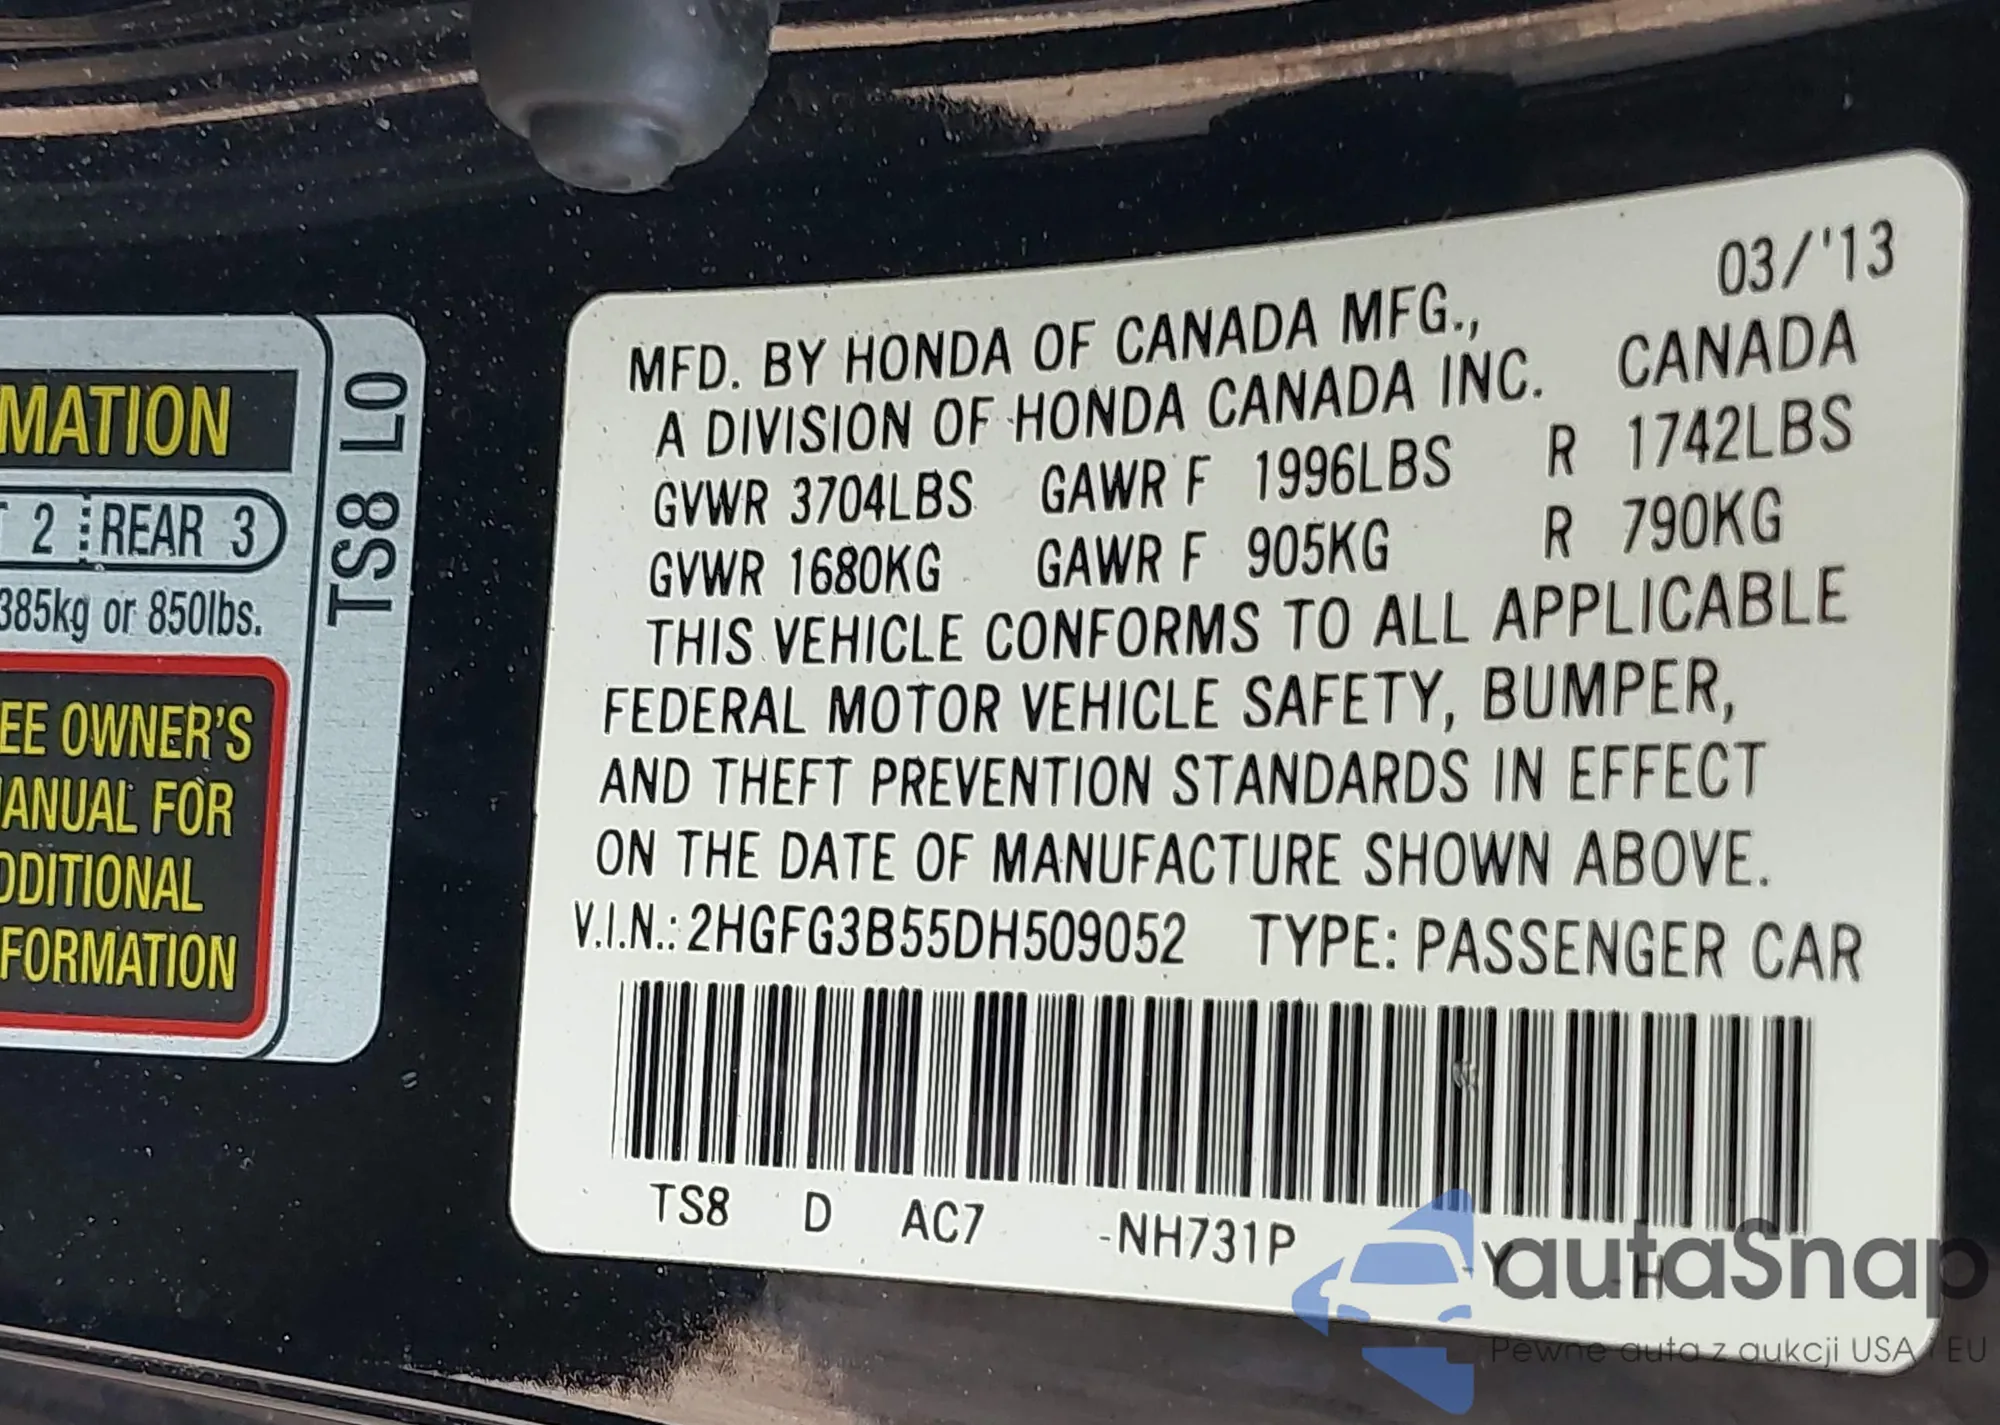 MATION
2 REAR 3
385kg or 850lbs.
EE OWNER'S
ANUAL FOR
DDITIONAL
FORMATION
TS8 L0
03/'13
MFD. BY HONDA OF CANADA MFG.,
A DIVISION OF HONDA CANADA INC. CANADA
GVWR 3704LBS GAWR F 1996LBS R 1742LBS
GVWR 1680KG GAWR F 905KG R 790KG
THIS VEHICLE CONFORMS TO ALL APPLICABLE
FEDERAL MOTOR VEHICLE SAFETY, BUMPER,
AND THEFT PREVENTION STANDARDS IN EFFECT
ON THE DATE OF MANUFACTURE SHOWN ABOVE.
V.I.N.: 2HGFG3B55DH509052 TYPE: PASSENGER CAR
TS8 D AC7 -NH731P -Y -H
autaSnap
Pewne auta z aukcji USA i EU